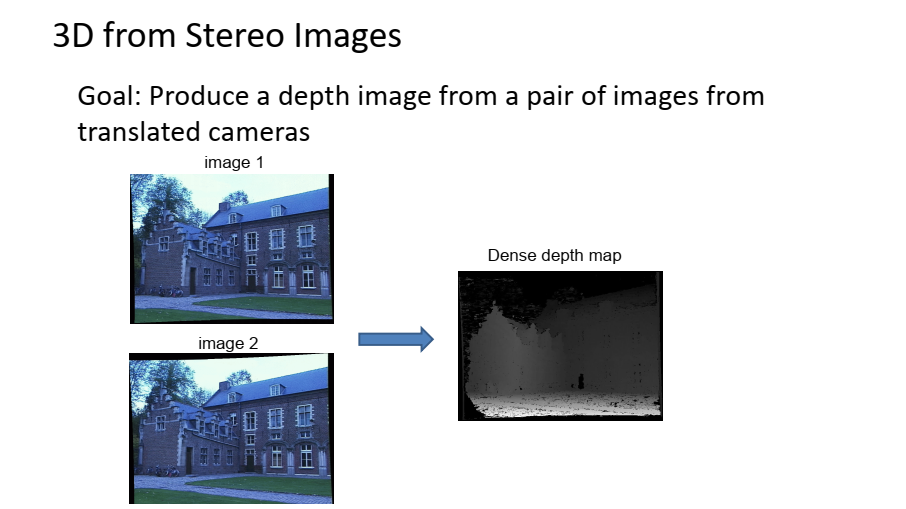 3D from Stereo Images
Goal: Produce a depth image from a pair of images from
translated cameras
image 1
image 2
Dense depth map